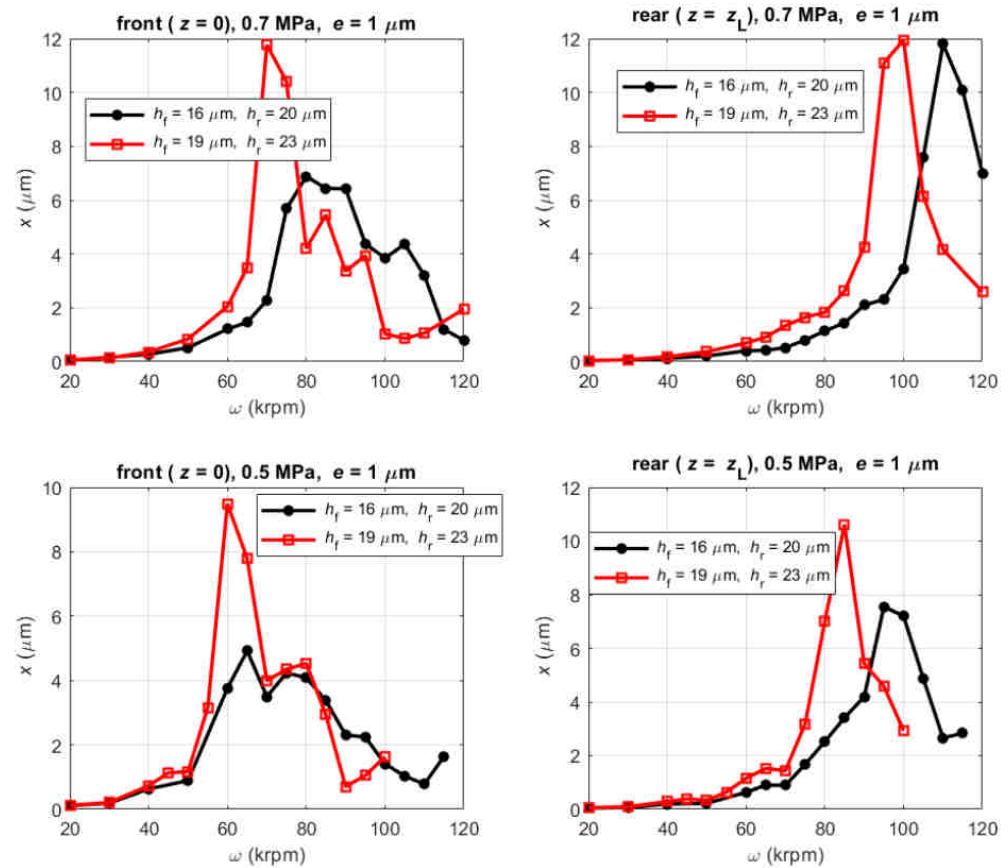 front ( z = 0), 0.7 MPa, e = 1 μm
12
10
8
6
4
2
0
x (μm)
h_f = 16 μm, h_r = 20 μm
h_f = 19 μm, h_r = 23 μm
20 40 60 80 100 120
ω (krpm)
rear ( z = z_L), 0.7 MPa, e = 1 μm
12
10
8
6
4
2
0
x (μm)
h_f = 16 μm, h_r = 20 μm
h_f = 19 μm, h_r = 23 μm
20 40 60 80 100 120
ω (krpm)
front ( z = 0), 0.5 MPa, e = 1 μm
10
8
6
4
2
0
x (μm)
h_f = 16 μm, h_r = 20 μm
h_f = 19 μm, h_r = 23 μm
20 40 60 80 100 120
ω (krpm)
rear ( z = z_L), 0.5 MPa, e = 1 μm
12
10
8
6
4
2
0
x (μm)
h_f = 16 μm, h_r = 20 μm
h_f = 19 μm, h_r = 23 μm
20 40 60 80 100 120
ω (krpm)